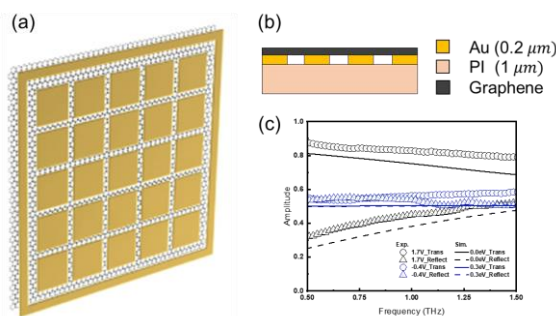 (a)
(b)
Au (0.2 μm)
PI (1 μm)
Graphene
(c)
1.0
0.8
0.6
0.4
0.2
0.0
Amplitude
Exp. Sim.
1.7V_Trans 0.0eV_Trans
1.7V_Reflect 0.0eV_Reflect
-0.4V_Trans 0.3eV_Trans
-0.4V_Reflect 0.3eV_Reflect
0.50 0.75 1.00 1.25 1.50
Frequency (THz)